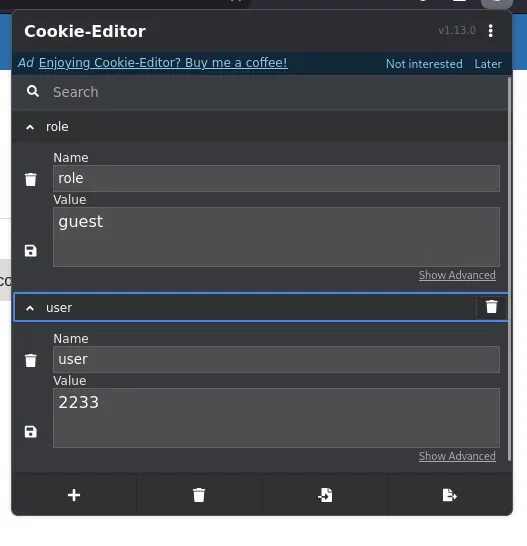 Cookie-Editor
v1.13.0
Ad Enjoying Cookie-Editor? Buy me a coffee! Not interested Later
Search
role
Name
role
Value
guest
Show Advanced
user
Name
user
Value
2233
Show Advanced